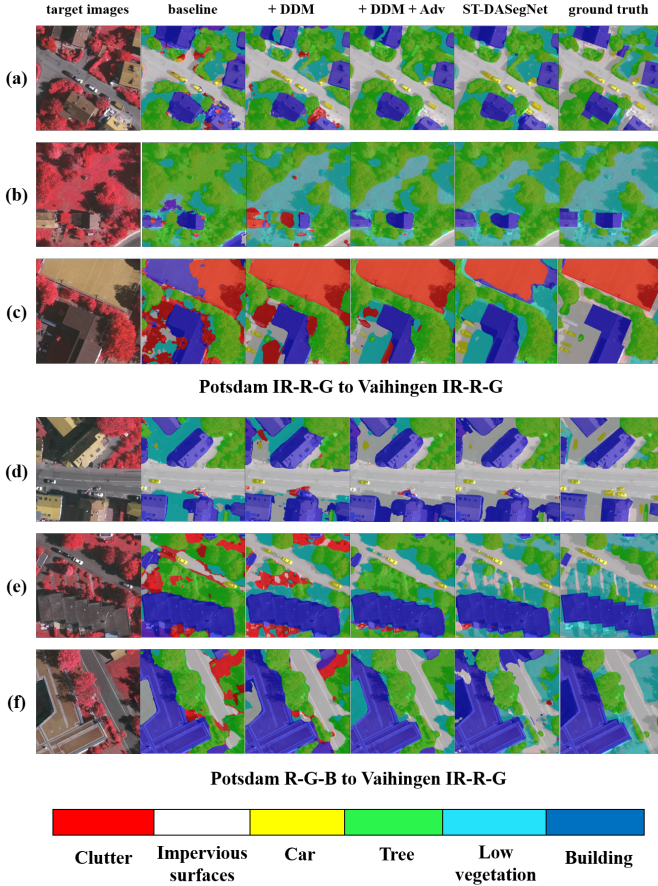 target images baseline + DDM + DDM + Adv ST-DASegNet ground truth
(a)
(b)
(c)
Potsdam IR-R-G to Vaihingen IR-R-G
(d)
(e)
(f)
Potsdam R-G-B to Vaihingen IR-R-G
Clutter Impervious surfaces Car Tree Low vegetation Building